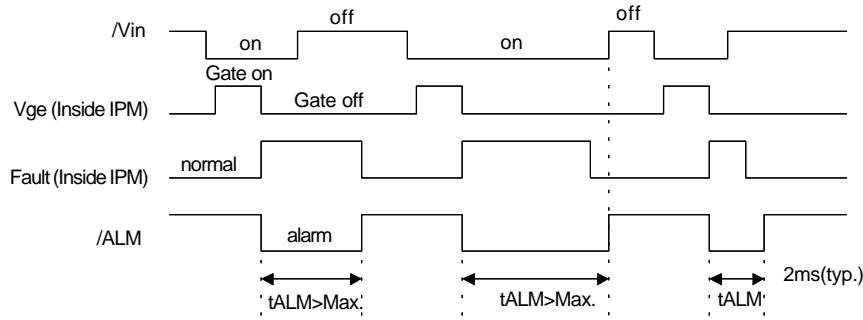 off
off
/Vin
on
on
Gate on
Vge (Inside IPM)
Gate off
normal
Fault (Inside IPM)
/ALM
alarm
2ms(typ.)
tALM>Max.
tALM>Max.
tALM